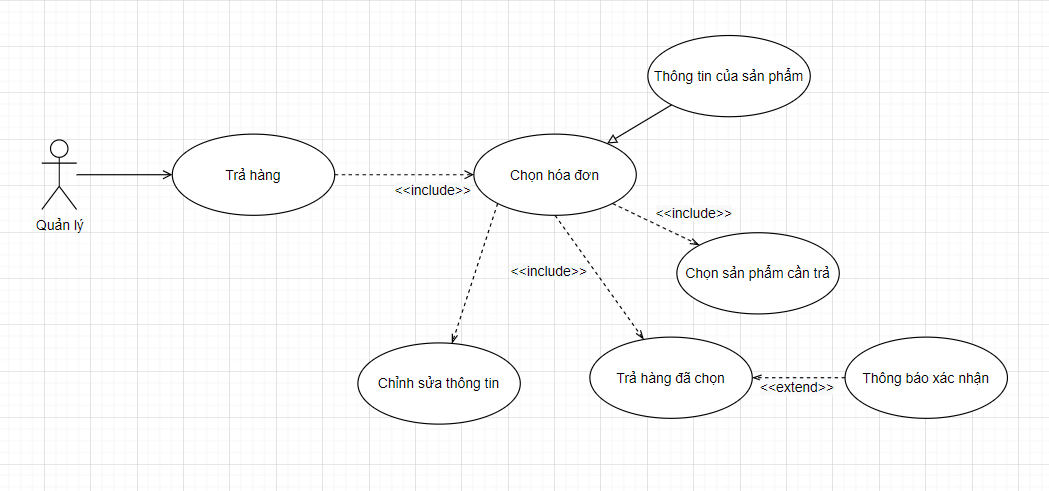 Thông tin của sản phẩm
Trả hàng
Chọn hóa đơn
<<include>>
Quản lý
<<include>>
Chọn sản phẩm cần trả
<<include>>
Chỉnh sửa thông tin
Trả hàng đã chọn
Thông báo xác nhận
<<extend>>